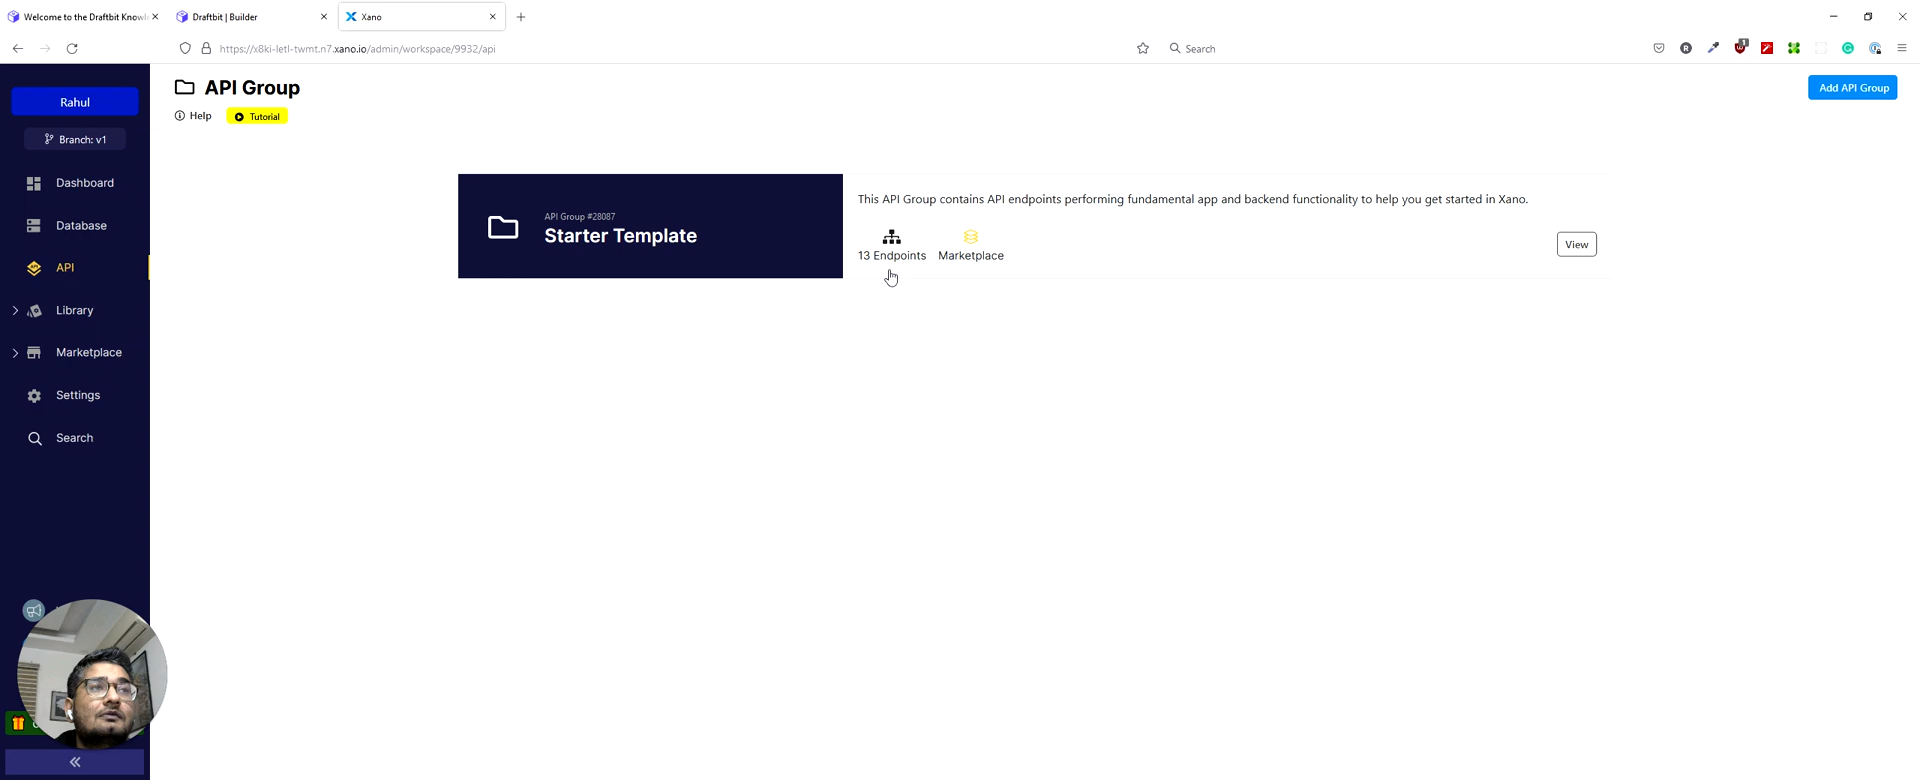 Welcome to the Draftbit Knowl
Draftbit | Builder
Xano
https://x8ki-letl-twmt.n7.xano.io/admin/workspace/9932/api
Search
Rahul
Branch: v1
Dashboard
Database
API
Library
Marketplace
Settings
Search
API Group
Help
Tutorial
Add API Group
API Group #28087
Starter Template
This API Group contains API endpoints performing fundamental app and backend functionality to help you get started in Xano.
13 Endpoints
Marketplace
View